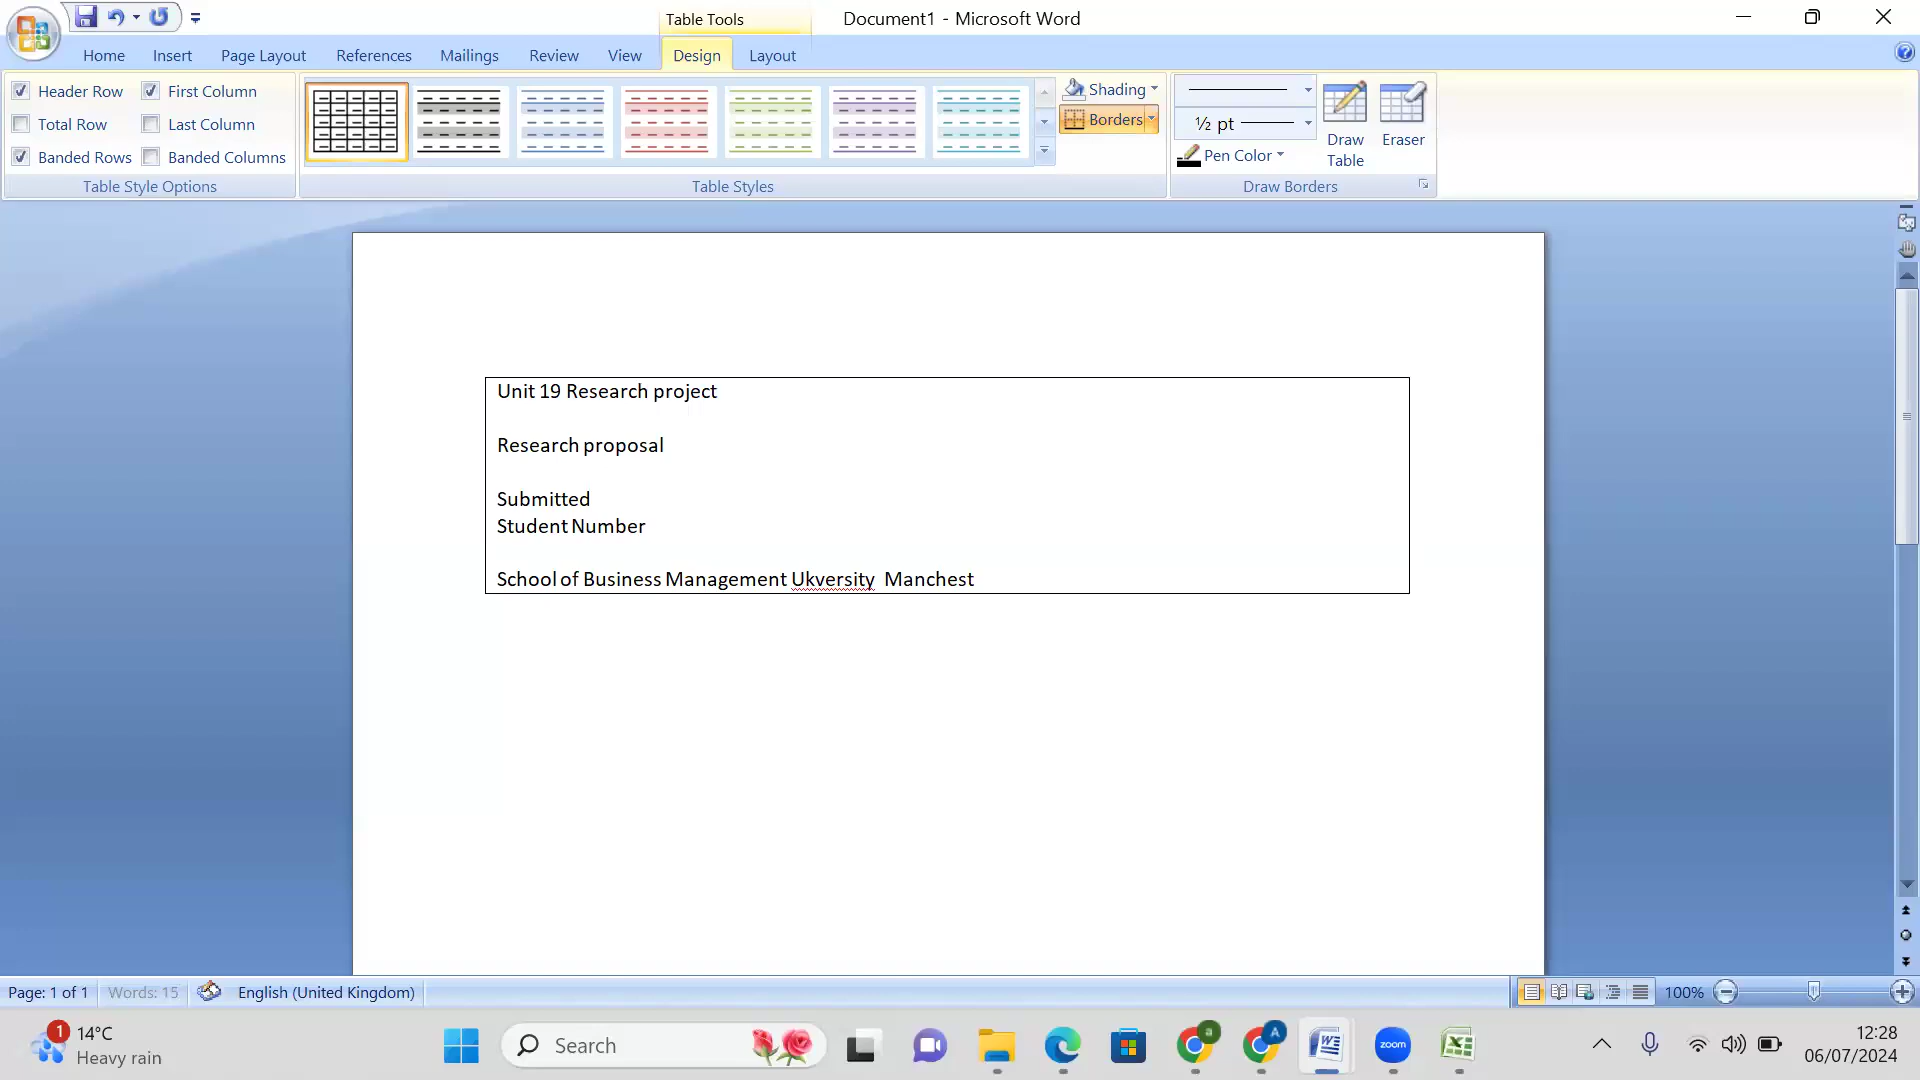 Table Tools
Document1 - Microsoft Word
Home Insert Page Layout References Mailings Review View Design Layout
Header Row First Column
Total Row Last Column
Banded Rows Banded Columns
Table Style Options
Table Styles
Shading
Borders
½ pt
Pen Color
Draw Table
Eraser
Draw Borders
Unit 19 Research project
Research proposal
Submitted
Student Number
School of Business Management Ukversity Manchest
Page: 1 of 1 Words: 15 English (United Kingdom) 100%
1
14°C
Heavy rain
Search
a
A
zoom
12:28
06/07/2024